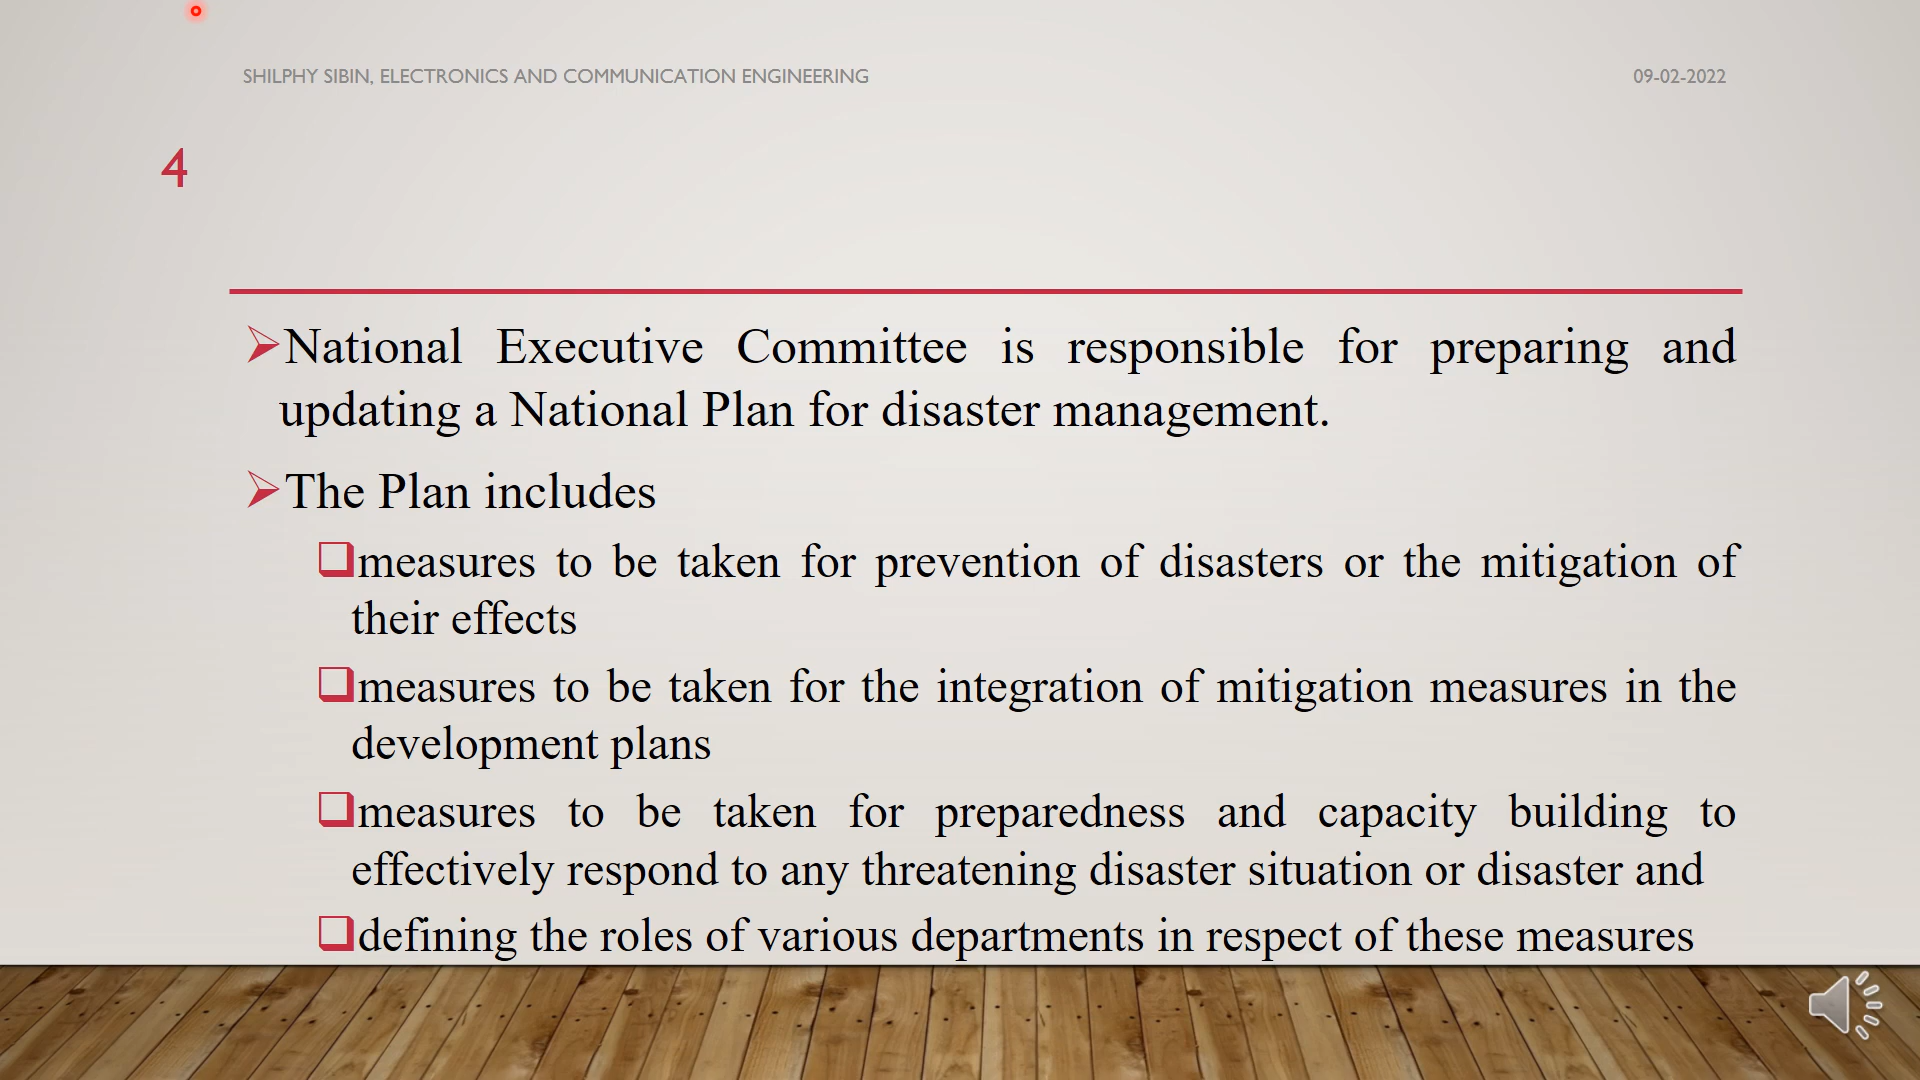 SHILPHY SIBIN, ELECTRONICS AND COMMUNICATION ENGINEERING
09-02-2022
4
National Executive Committee is responsible for preparing and
updating a National Plan for disaster management.
The Plan includes
measures to be taken for prevention of disasters or the mitigation of
their effects
measures to be taken for the integration of mitigation measures in the
development plans
measures to be taken for preparedness and capacity building to
effectively respond to any threatening disaster situation or disaster and
defining the roles of various departments in respect of these measures